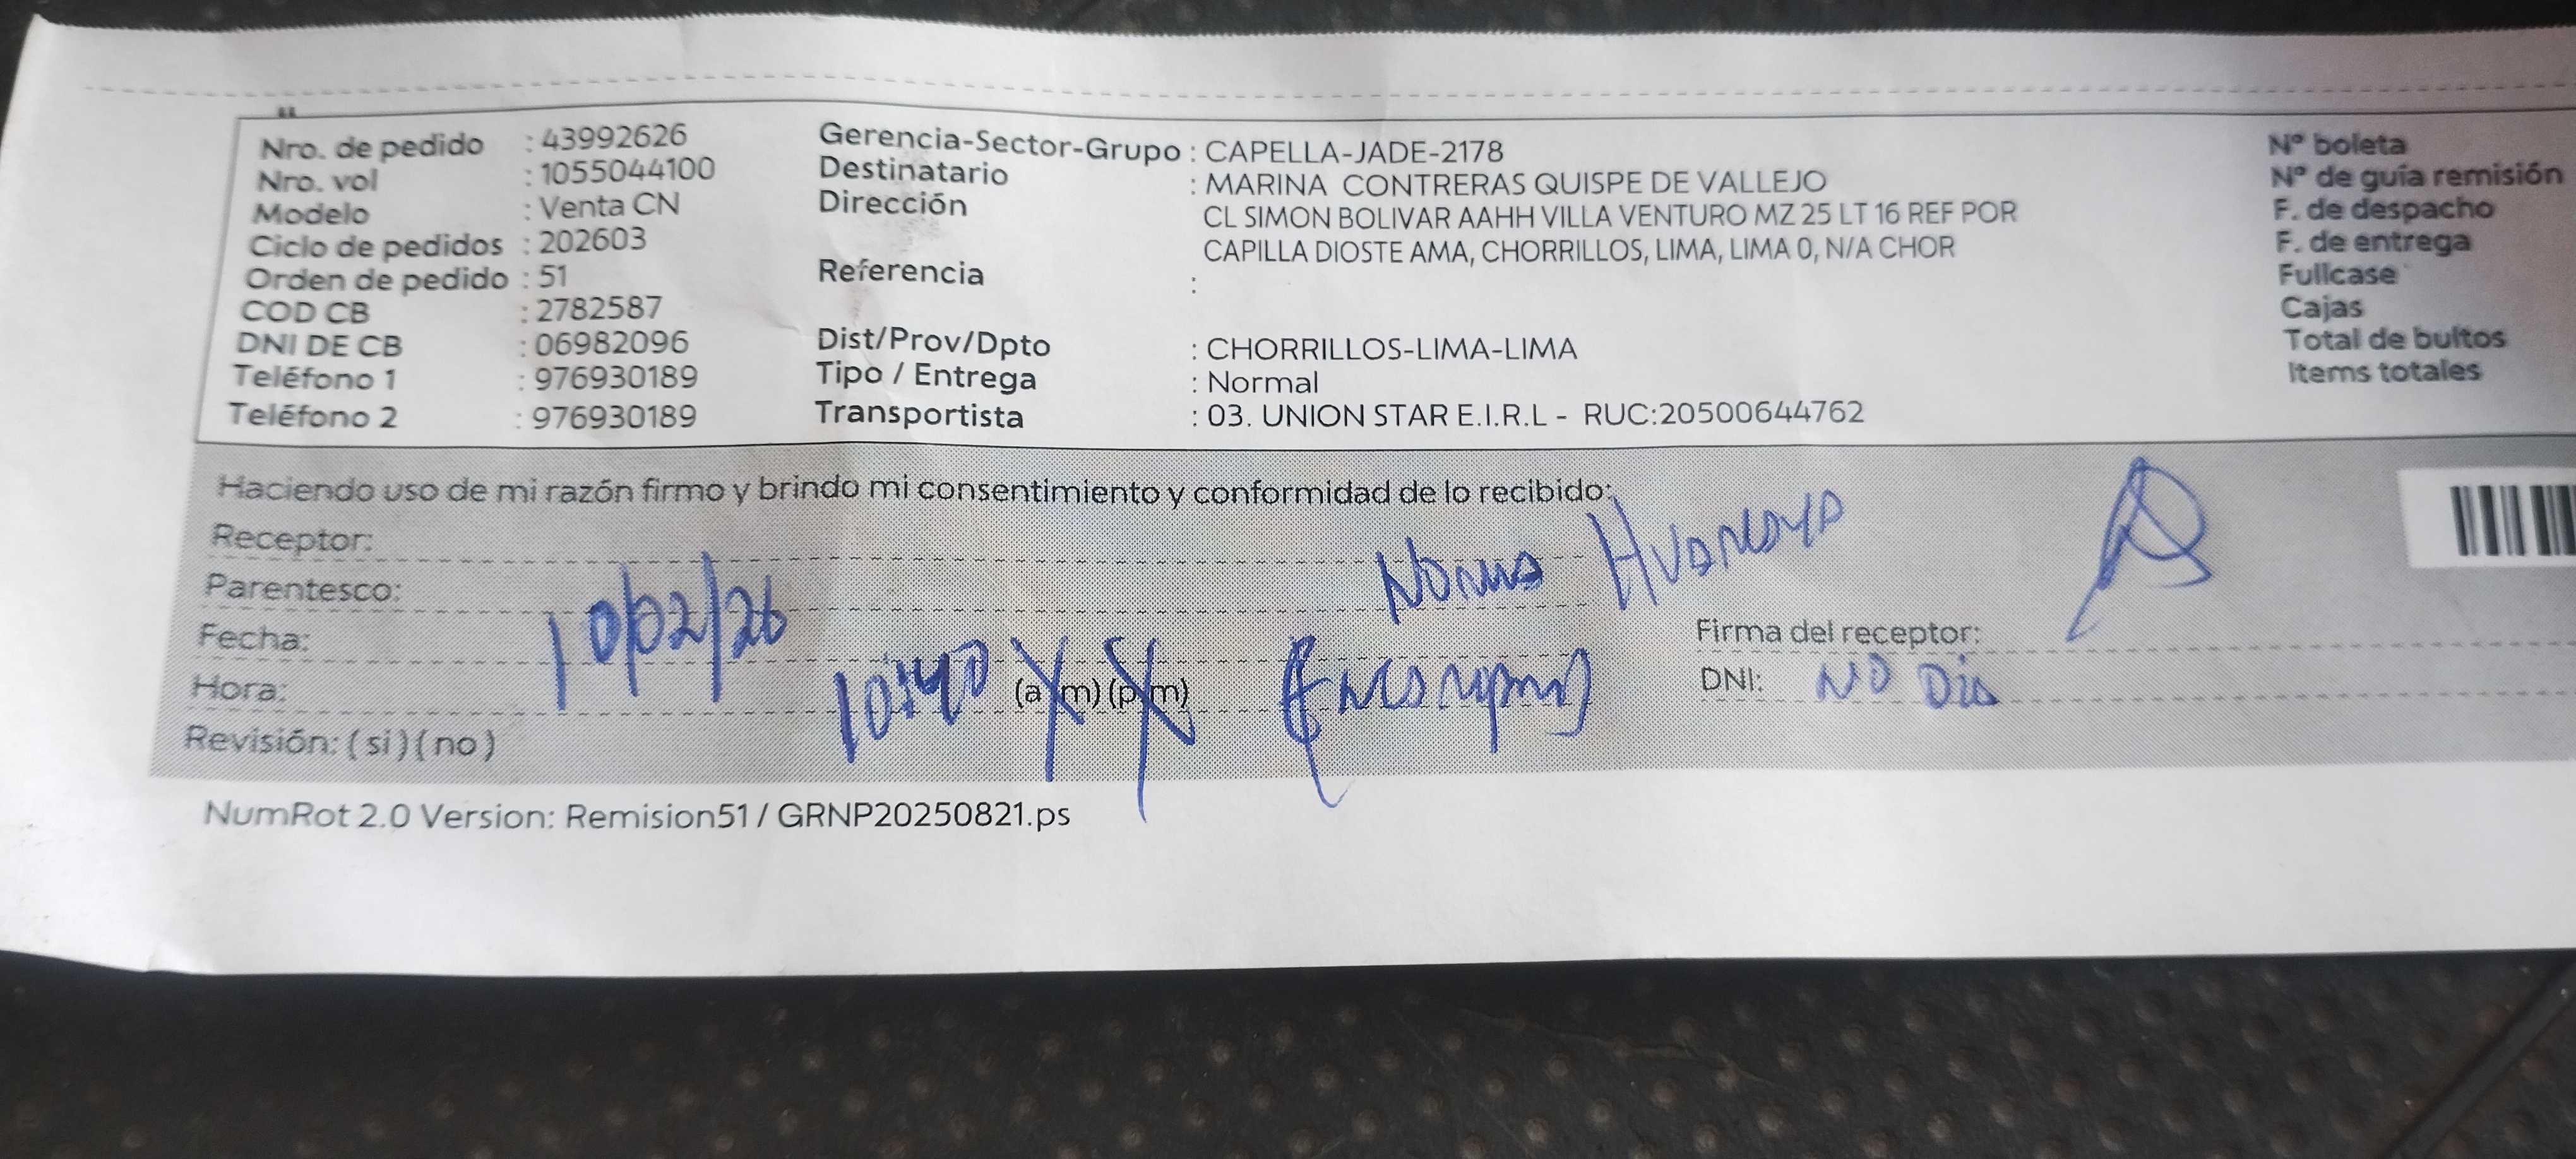 Nro. de pedido : 43992626
Nro. vol : 1055044100
Modelo : Venta CN
Ciclo de pedidos : 202603
Orden de pedido : 51
COD CB : 2782587
DNI DE CB : 06982096
Teléfono 1 : 976930189
Teléfono 2 : 976930189
Gerencia-Sector-Grupo : CAPELLA-JADE-2178
Destinatario : MARINA CONTRERAS QUISPE DE VALLEJO
Dirección CL SIMON BOLIVAR AAHH VILLA VENTURO MZ 25 LT 16 REF POR
CAPILLA DIOSTE AMA, CHORRILLOS, LIMA, LIMA 0, N/A CHOR
Referencia :
Dist/Prov/Dpto : CHORRILLOS-LIMA-LIMA
Tipo / Entrega : Normal
Transportista : 03. UNION STAR E.I.R.L - RUC:20500644762
Nº boleta
Nº de guía remisión
F. de despacho
F. de entrega
Fullcase
Cajas
Total de bultos
Items totales
Haciendo uso de mi razón firmo y brindo mi consentimiento y conformidad de lo recibido:
Receptor: Norma Huancaya
Parentesco:
Fecha: 10/02/26
Hora: 10:40 (a m) (p m)
Revisión: ( si ) ( no )
Firma del receptor:
DNI: NO Dio
NumRot 2.0 Version: Remision51 / GRNP20250821.ps